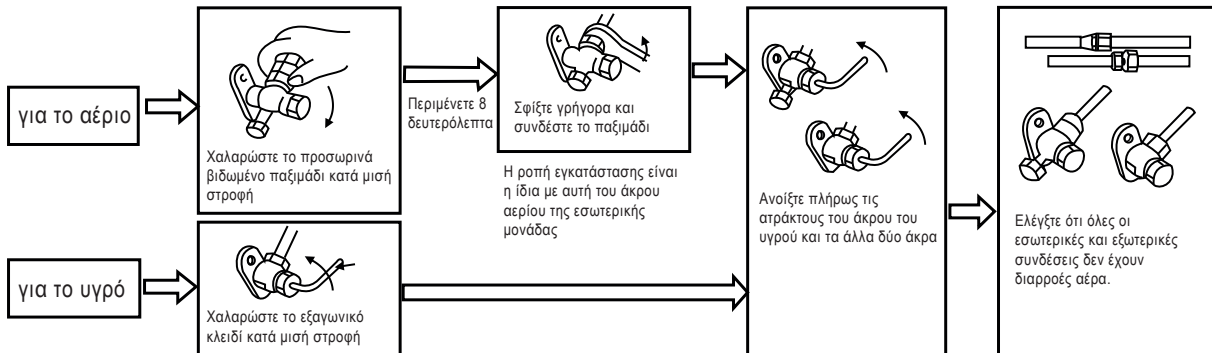 για το αέριο
Χαλαρώστε το προσωρινά
βιδωμένο παξιμάδι κατά μισή
στροφή
Περιμένετε 8
δευτερόλεπτα
Σφίξτε γρήγορα και
συνδέστε το παξιμάδι
Η ροπή εγκατάστασης είναι
η ίδια με αυτή του άκρου
αερίου της εσωτερικής
μονάδας
για το υγρό
Χαλαρώστε το εξαγωνικό
κλειδί κατά μισή στροφή
Ανοίξτε πλήρως τις
ατράκτους του άκρου του
υγρού και τα άλλα δύο άκρα
Ελέγξτε ότι όλες οι
εσωτερικές και εξωτερικές
συνδέσεις δεν έχουν
διαρροές αέρα.